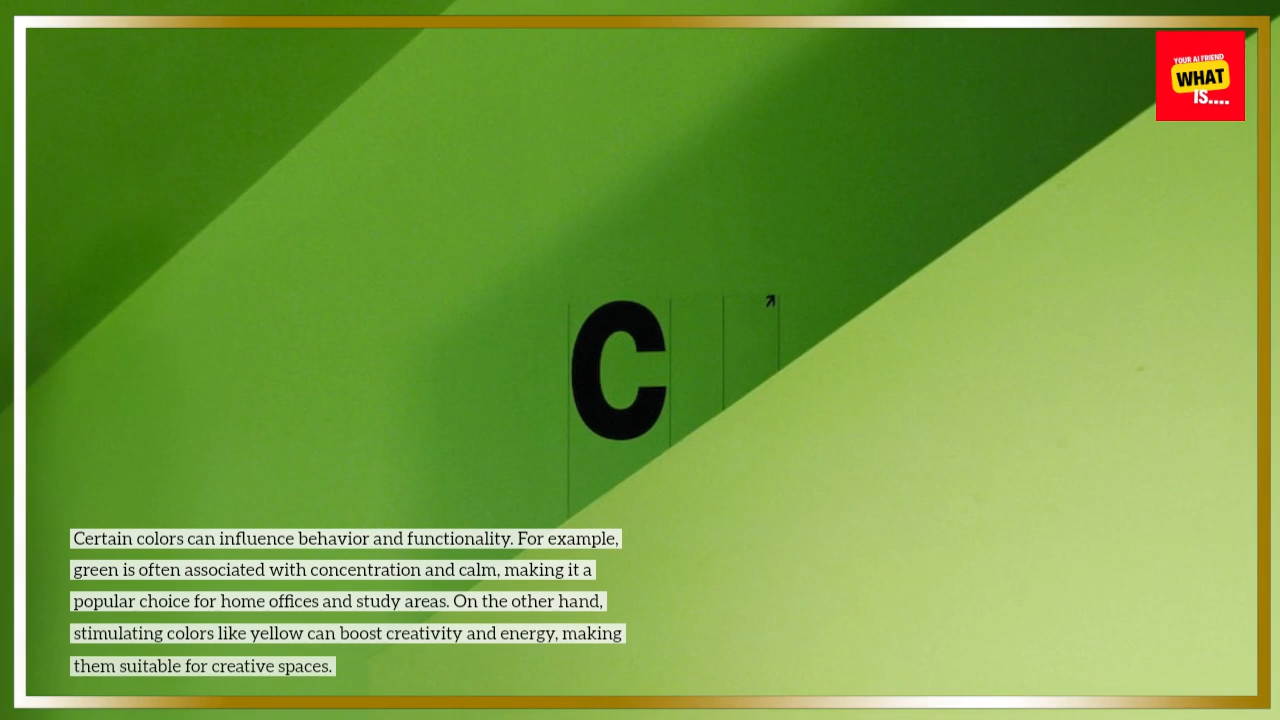 YOUR AI FRIEND
WHAT
IS....
C
Certain colors can influence behavior and functionality. For example,
green is often associated with concentration and calm, making it a
popular choice for home offices and study areas. On the other hand,
stimulating colors like yellow can boost creativity and energy, making
them suitable for creative spaces.